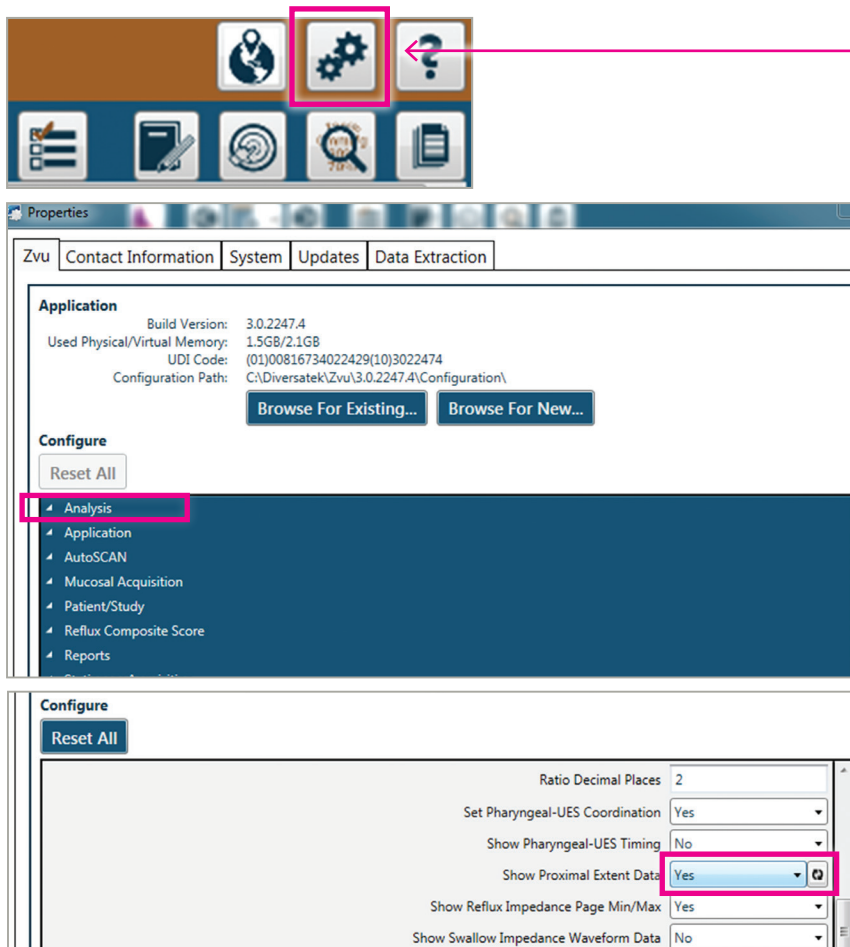 ?
Properties
Zvu Contact Information System Updates Data Extraction
Application
Build Version: 3.0.2247.4
Used Physical/Virtual Memory: 1.5GB/2.1GB
UDI Code: (01)00816734022429(10)3022474
Configuration Path: C:\Diversatek\Zvu\3.0.2247.4\Configuration\
Browse For Existing... Browse For New...
Configure
Reset All
Analysis
Application
AutoSCAN
Mucosal Acquisition
Patient/Study
Reflux Composite Score
Reports
Configure
Reset All
Ratio Decimal Places 2
Set Pharyngeal-UES Coordination Yes
Show Pharyngeal-UES Timing No
Show Proximal Extent Data Yes
Show Reflux Impedance Page Min/Max Yes
Show Swallow Impedance Waveform Data No